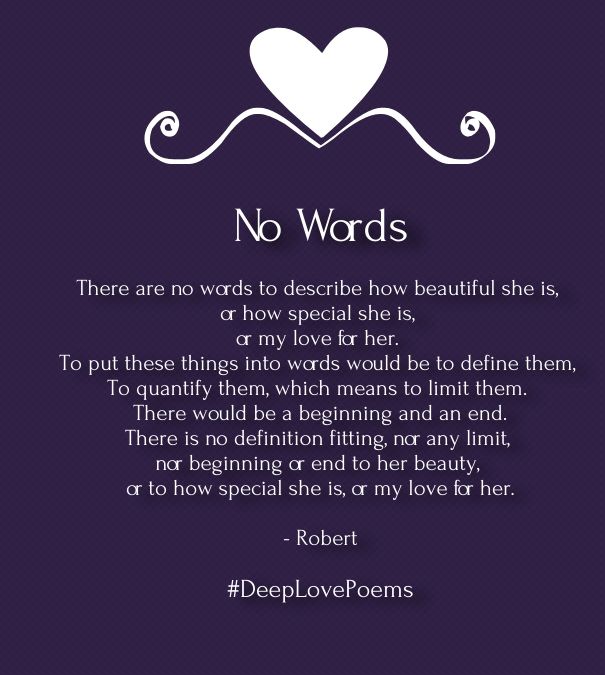 No Words
There are no words to describe how beautiful she is,
or how special she is,
or my love for her.
To put these things into words would be to define them,
To quantify them, which means to limit them.
There would be a beginning and an end.
There is no definition fitting, nor any limit,
nor beginning or end to her beauty,
or to how special she is, or my love for her.
- Robert
#DeepLovePoems